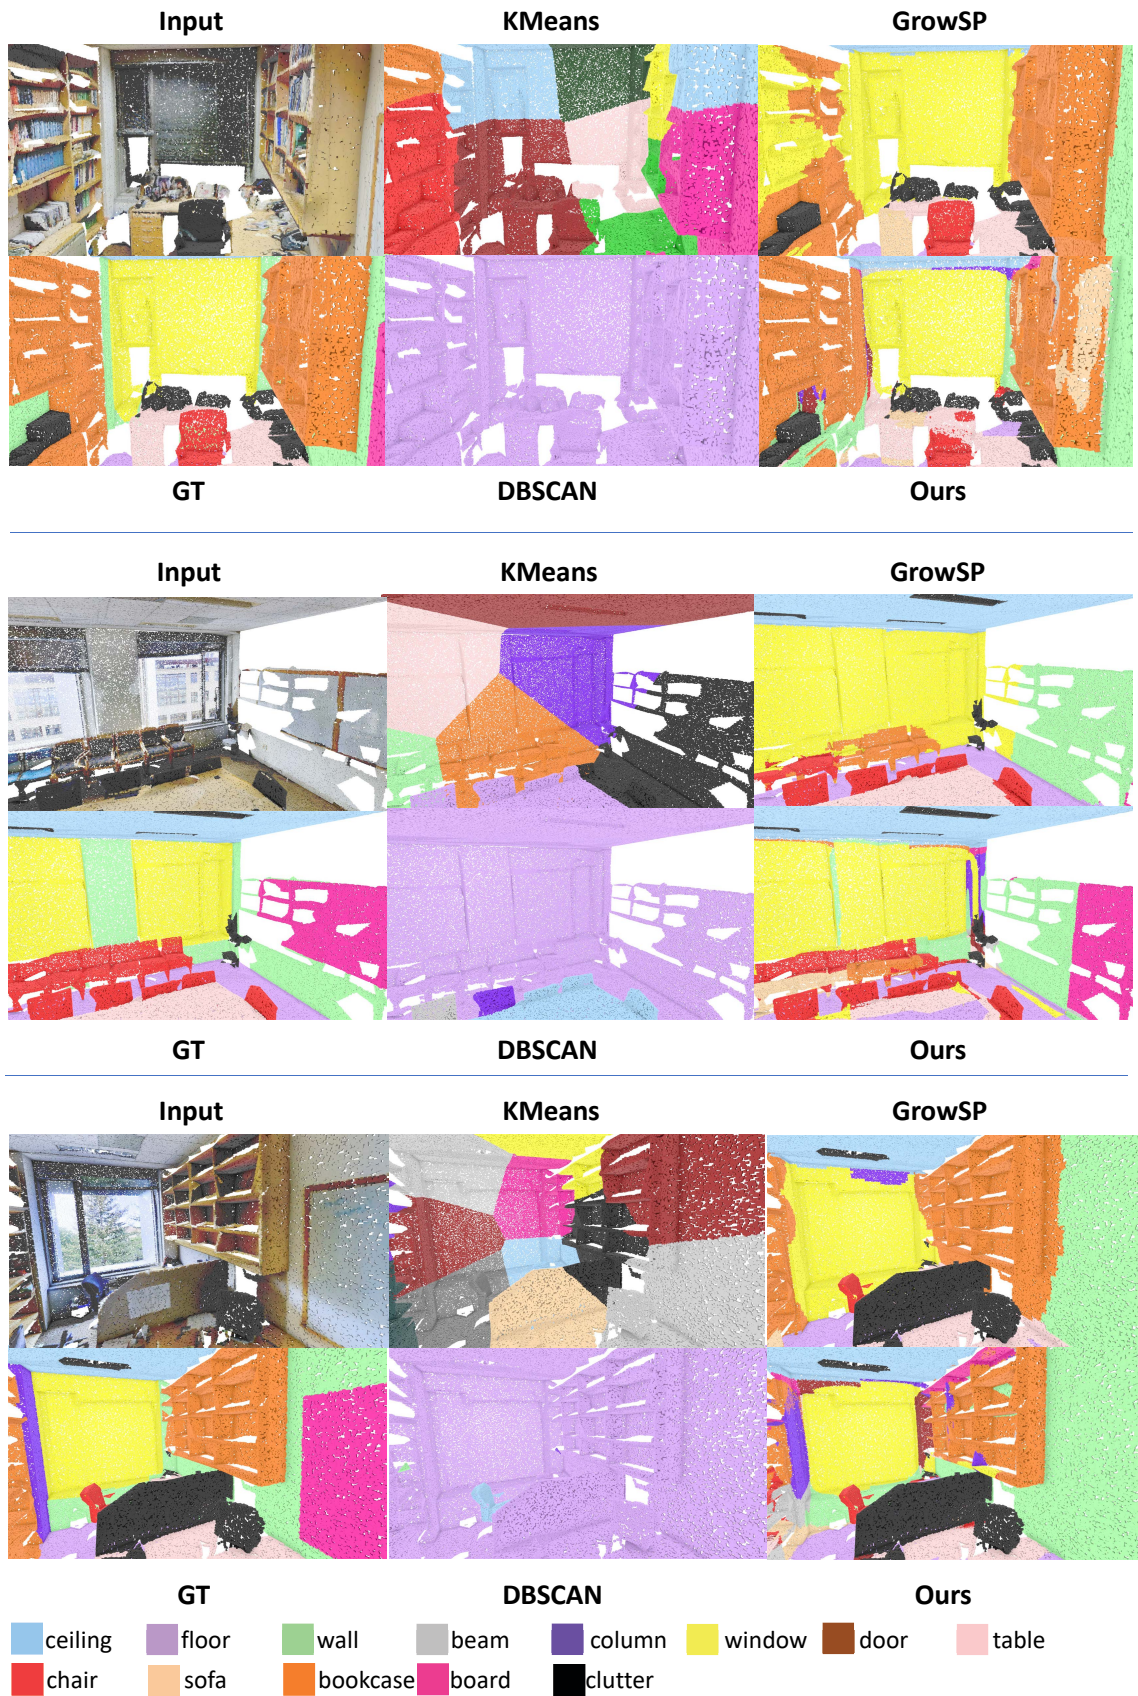 Input KMeans GrowSP
GT DBSCAN Ours
Input KMeans GrowSP
GT DBSCAN Ours
Input KMeans GrowSP
GT DBSCAN Ours
ceiling floor wall beam column window door table
chair sofa bookcase board clutter